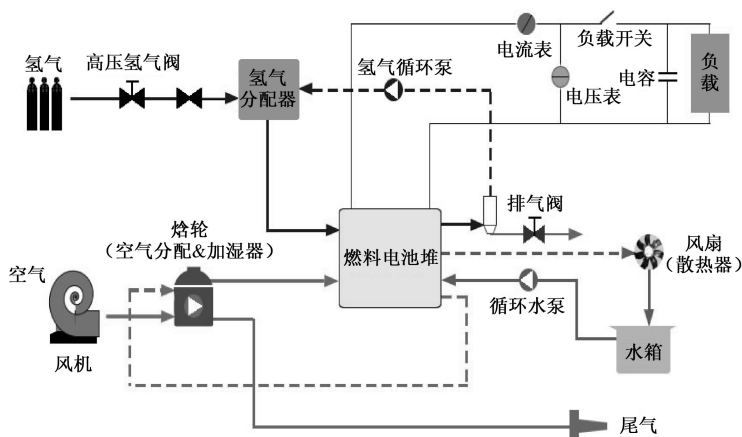 氢气
高压氢气阀
氢气
分配器
氢气循环泵
电流表
负载开关
电压表
电容
负载
焓轮
(空气分配&加湿器)
空气
风机
燃料电池堆
排气阀
风扇
(散热器)
循环水泵
水箱
尾气